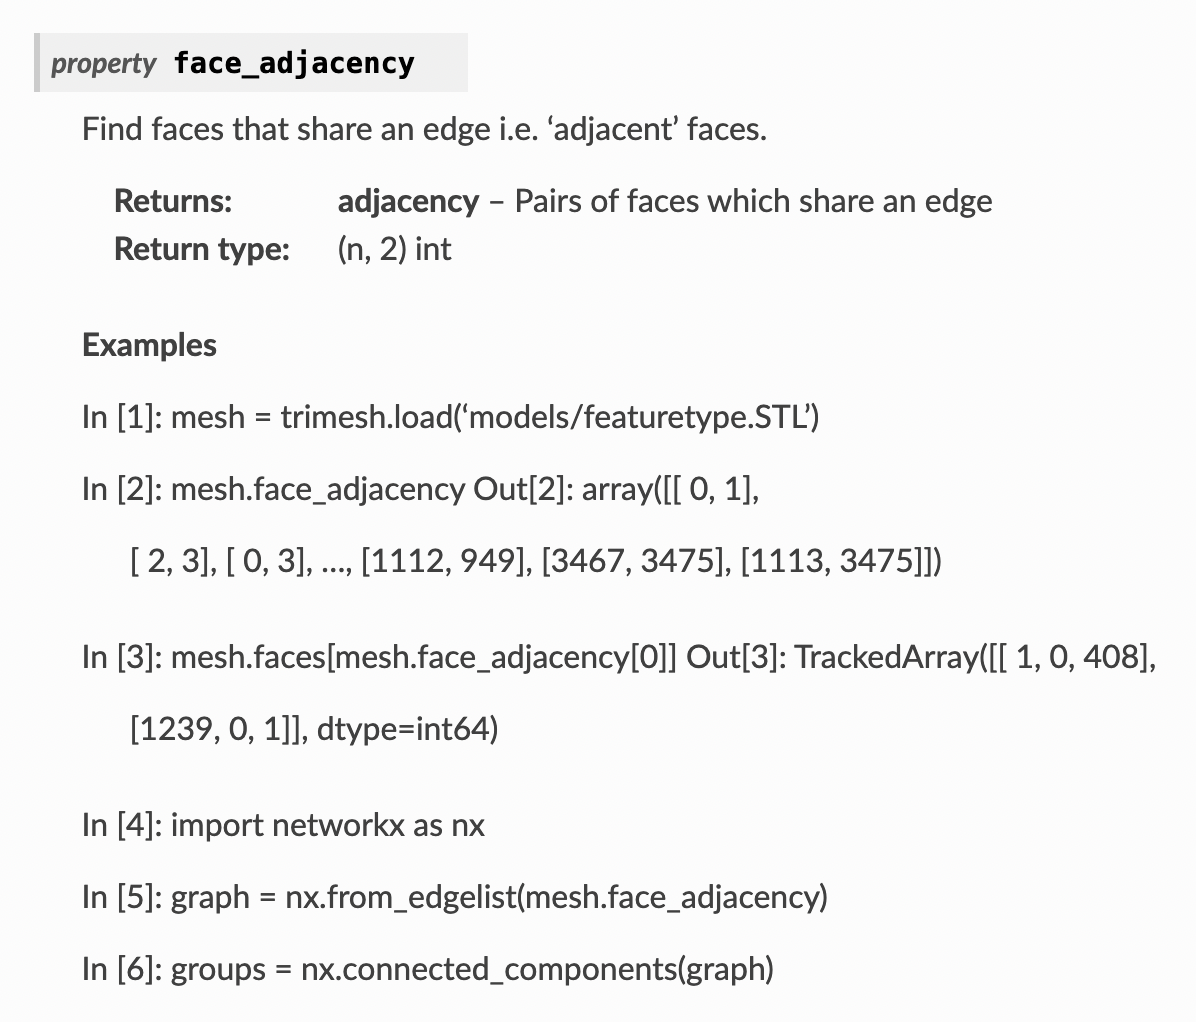 property face_adjacency
Find faces that share an edge i.e. ‘adjacent’ faces.
Returns: adjacency – Pairs of faces which share an edge
Return type: (n, 2) int
Examples
In [1]: mesh = trimesh.load(‘models/featuretype.STL’)
In [2]: mesh.face_adjacency Out[2]: array([[ 0, 1],
[ 2, 3], [ 0, 3], …, [1112, 949], [3467, 3475], [1113, 3475]])
In [3]: mesh.faces[mesh.face_adjacency[0]] Out[3]: TrackedArray([[ 1, 0, 408],
[1239, 0, 1]], dtype=int64)
In [4]: import networkx as nx
In [5]: graph = nx.from_edgelist(mesh.face_adjacency)
In [6]: groups = nx.connected_components(graph)